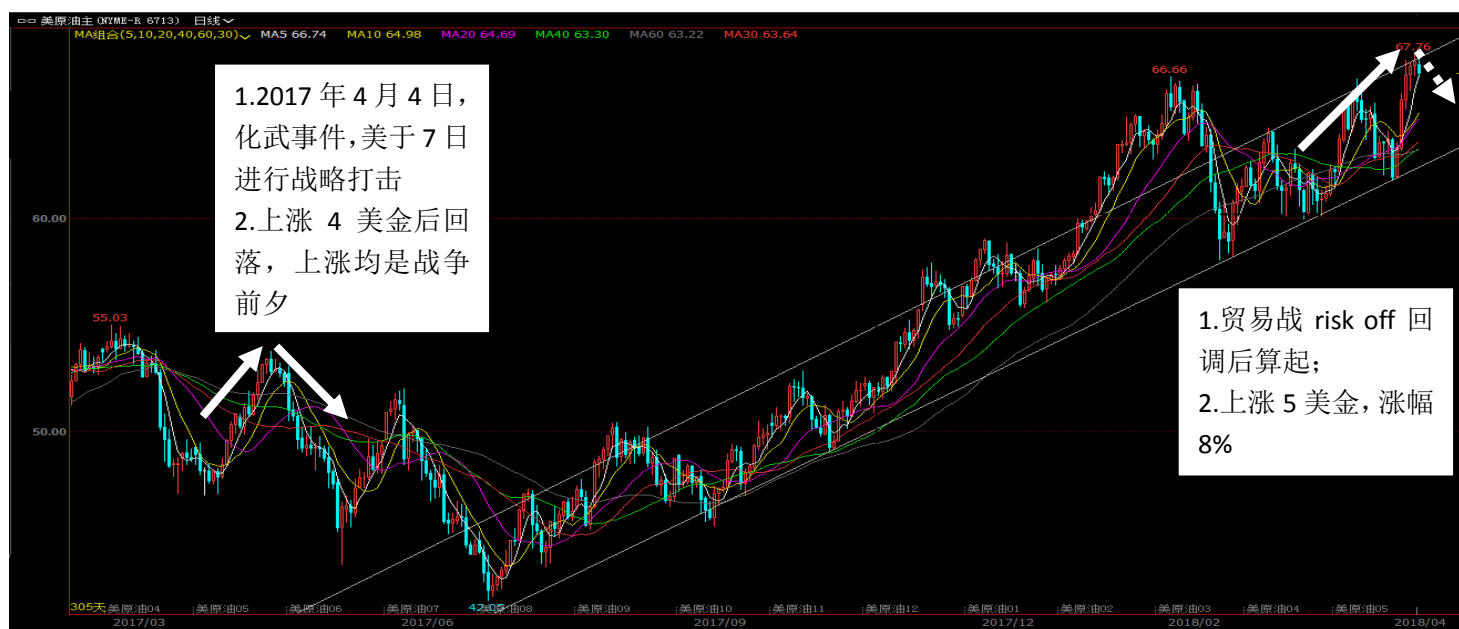 美原油主 (NYME-R 6713) 日线
MA组合(5,10,20,40,60,30) MA5 66.74 MA10 64.98 MA20 64.69 MA40 63.30 MA60 63.22 MA30 63.64
67.76
66.66
1.2017 年 4 月 4 日，
化武事件，美于 7 日
进行战略打击
2.上涨 4 美金后回
落，上涨均是战争
前夕
60.00
55.03
1.贸易战 risk off 回
调后算起；
2.上涨 5 美金，涨幅
8%
50.00
42.05
305天 美原油04 美原油05 美原油06 美原油07 美原油08 美原油09 美原油10 美原油11 美原油12 美原油01 美原油02 美原油03 美原油04 美原油05
2017/03 2017/06 2017/09 2017/12 2018/02 2018/04